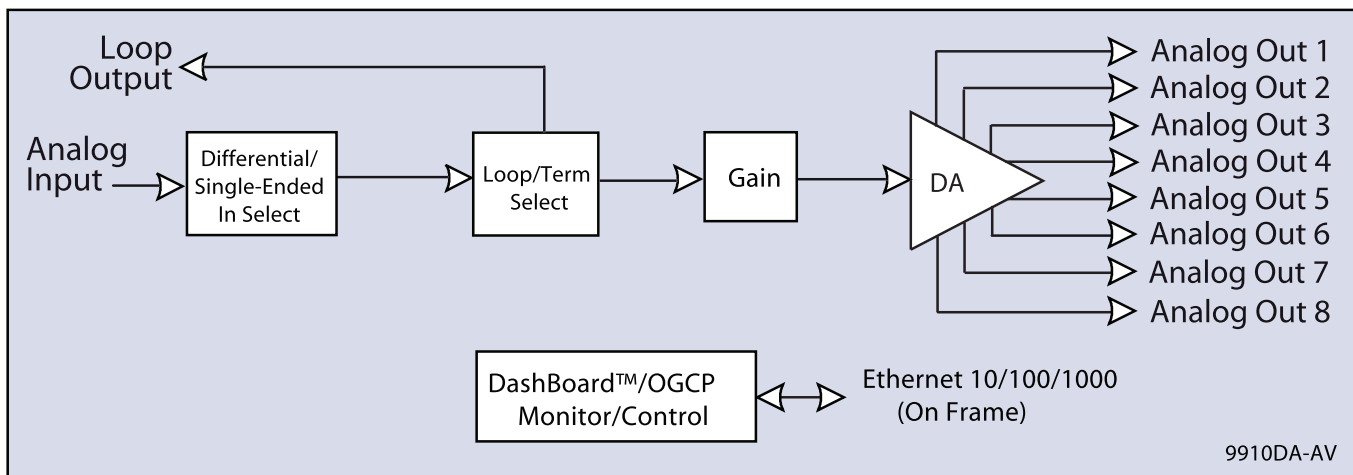 Loop
Output
Analog
Input
Differential/
Single-Ended
In Select
Loop/Term
Select
Gain
DA
Analog Out 1
Analog Out 2
Analog Out 3
Analog Out 4
Analog Out 5
Analog Out 6
Analog Out 7
Analog Out 8
DashBoard™/OGCP
Monitor/Control
Ethernet 10/100/1000
(On Frame)
9910DA-AV